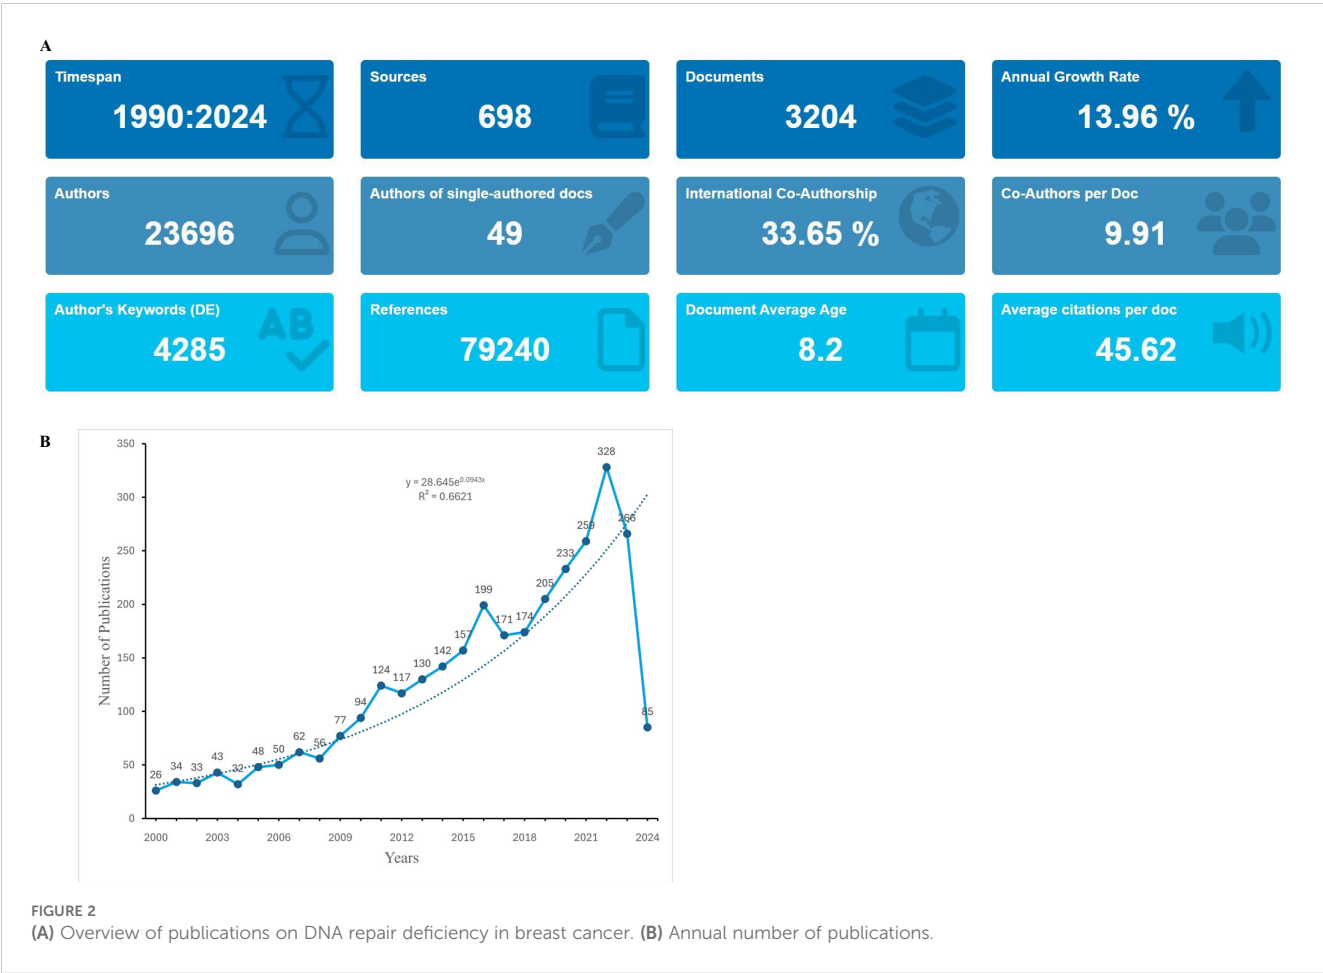 A
Timespan
1990:2024
Sources
698
Documents
3204
Annual Growth Rate
13.96 %
Authors
23696
Authors of single-authored docs
49
International Co-Authorship
33.65 %
Co-Authors per Doc
9.91
Author's Keywords (DE)
4285
AB
References
79240
Document Average Age
8.2
Average citations per doc
45.62
B
350
300
250
200
150
100
50
0
Number of Publications
y = 28.645e^0.0943x
R² = 0.6621
26
34
33
43
32
48
50
62
56
77
94
124
117
130
142
157
199
171
174
205
233
259
328
266
85
2000 2003 2006 2009 2012 2015 2018 2021 2024
Years
FIGURE 2
(A) Overview of publications on DNA repair deficiency in breast cancer. (B) Annual number of publications.